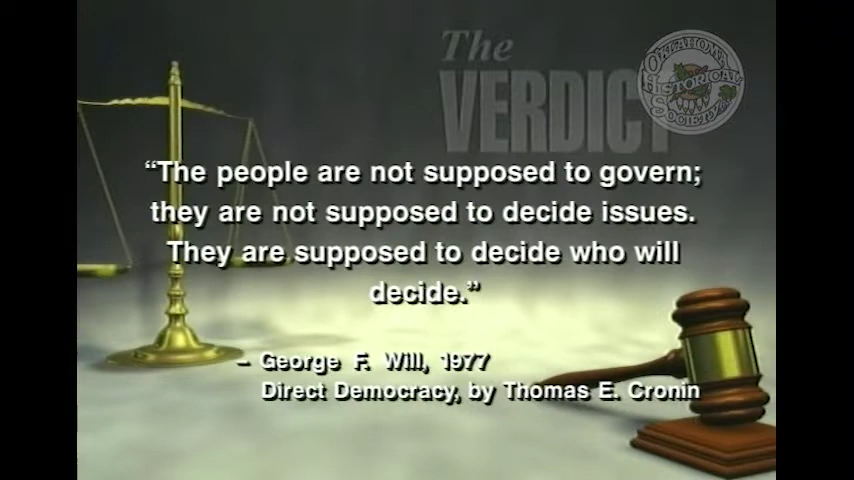 The
VERDICT
OKLAHOMA
HISTORICAL
SOCIETY
“The people are not supposed to govern;
they are not supposed to decide issues.
They are supposed to decide who will
decide.”
– George F. Will, 1977
Direct Democracy, by Thomas E. Cronin